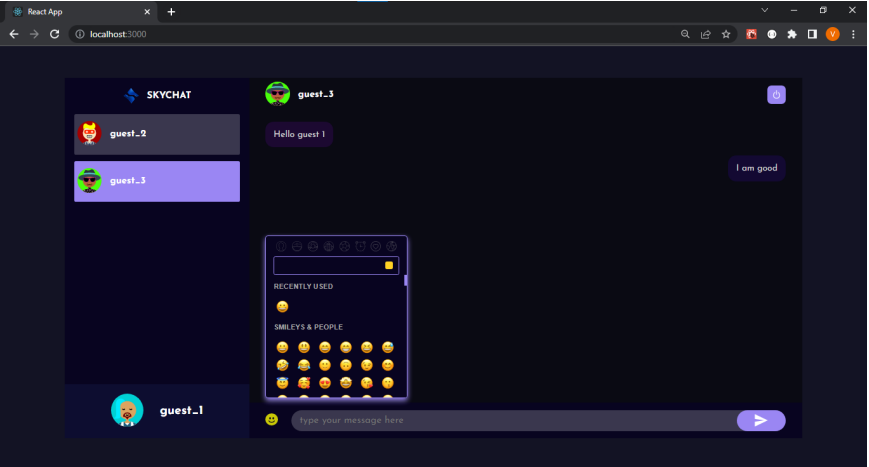 React App
localhost:3000
V
SKYCHAT
guest_2
guest_3
guest_1
guest_3
Hello guest 1
I am good
RECENTLY USED
SMILEYS & PEOPLE
type your message here